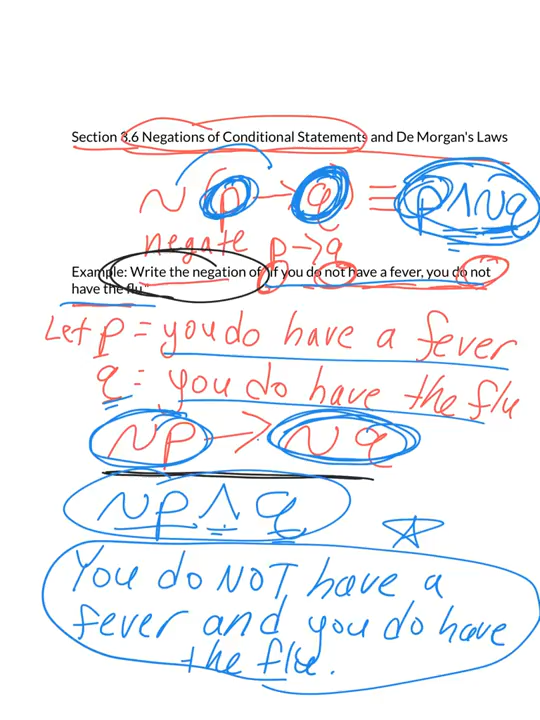 Section 3.6 Negations of Conditional Statements and De Morgan's Laws
~ (p → q) ≡ p ∧ ~q
negate p → q
Example: Write the negation of "if you do not have a fever, you do not
have the flu"
Let p = you do have a fever
q = you do have the flu
~p → ~q
~p ∧ q
You do NOT have a
fever and you do have
the flu.